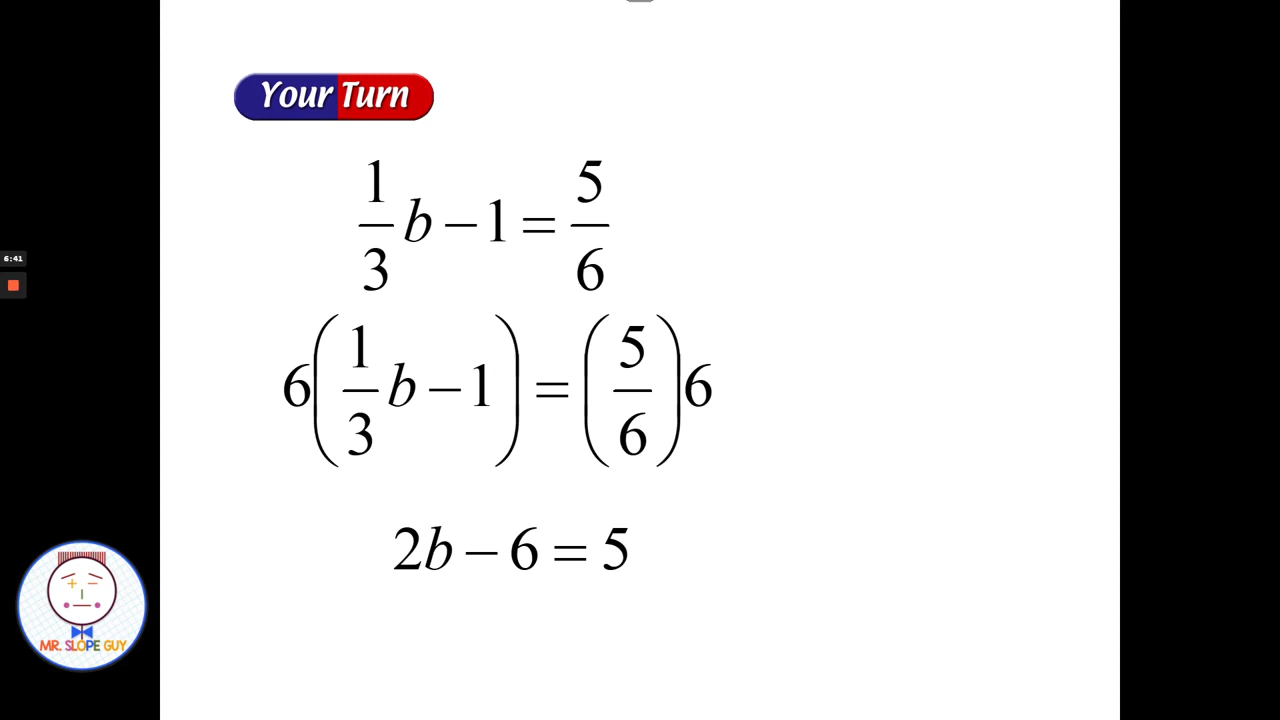 Your Turn
1/3 b − 1 = 5/6
6(1/3 b − 1) = (5/6)6
2b − 6 = 5
6:41
MR. SLOPE GUY